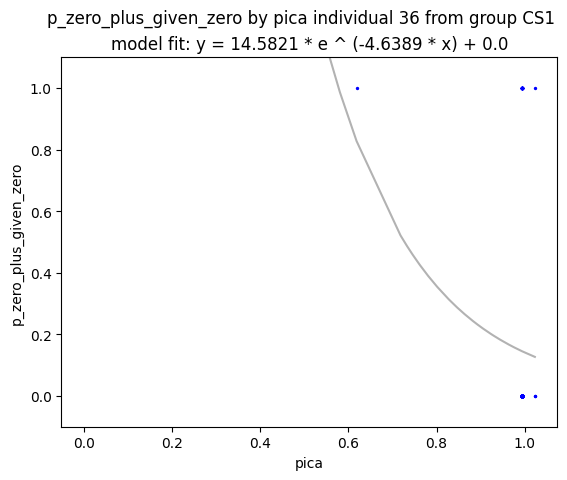 p_zero_plus_given_zero by pica individual 36 from group CS1
model fit: y = 14.5821 * e ^ (-4.6389 * x) + 0.0
1.0
0.8
0.6
0.4
0.2
0.0
p_zero_plus_given_zero
0.0 0.2 0.4 0.6 0.8 1.0
pica